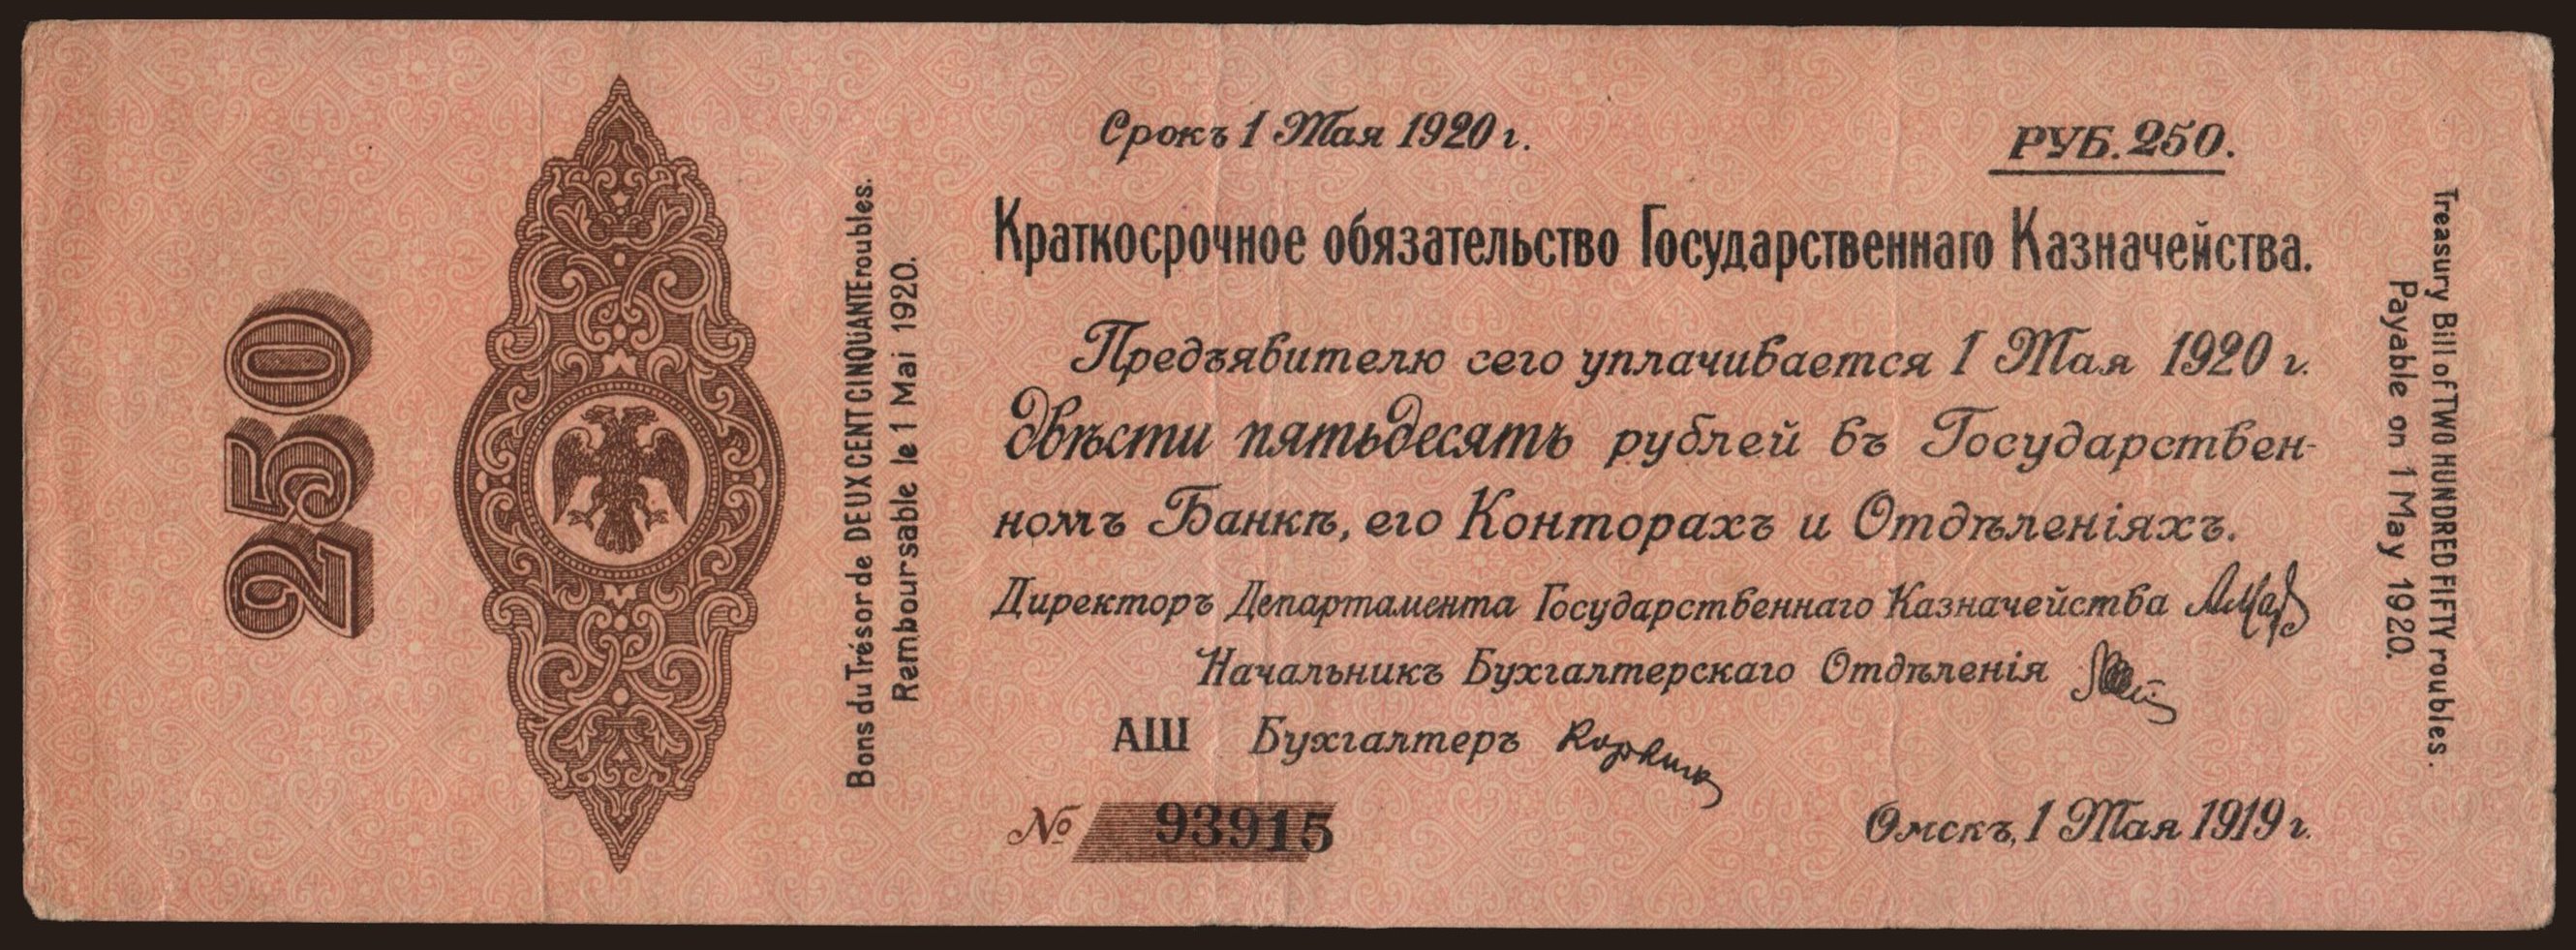 250
Bons du Trésor de DEUX CENT CINQUANTE roubles.
Remboursable le 1 Mai 1920.
Срокъ 1 Мая 1920 г.
РУБ. 250.
Краткосрочное обязательство Государственнаго Казначейства.
Предъявителю сего уплачивается 1 Мая 1920 г.
Двѣсти пятьдесятъ рублей въ Государствен-
номъ Банкѣ, его Конторахъ и Отдѣленіяхъ.
Директоръ Департамента Государственнаго Казначейства
Начальникъ Бухгалтерскаго Отдѣленія
АШ Бухгалтеръ
№ 93915
Омскъ, 1 Мая 1919 г.
Treasury Bill of TWO HUNDRED FIFTY roubles.
Payable on 1 May 1920.